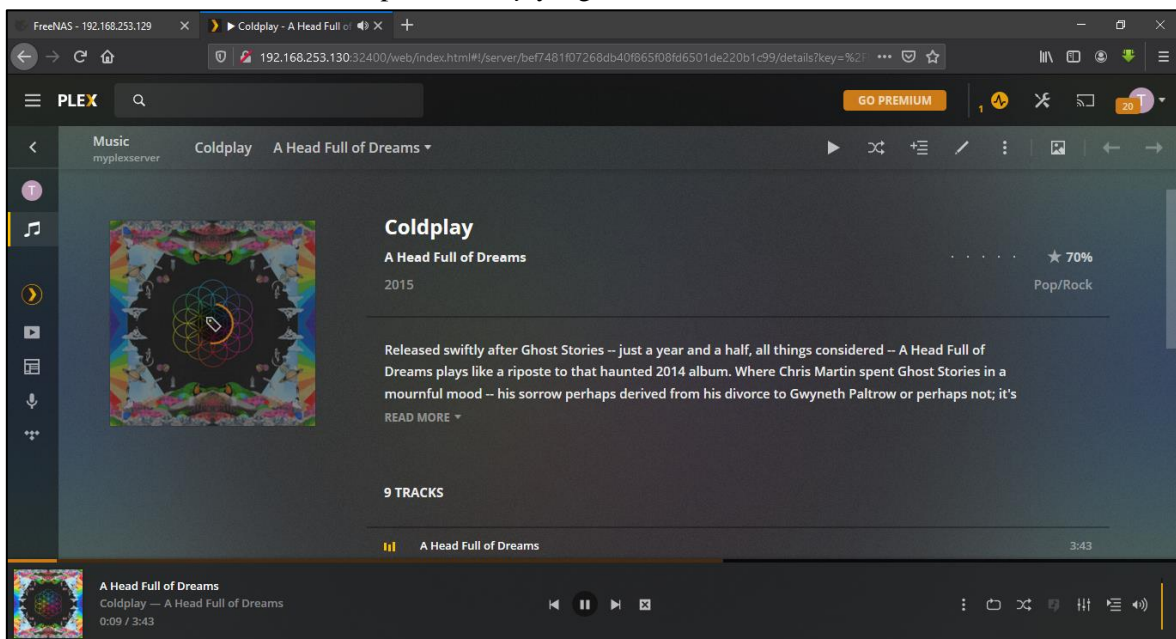 FreeNAS - 192.168.253.129
Coldplay - A Head Full of
192.168.253.130:32400/web/index.html#!/server/bef7481f07268db40f865f08fd6501de220b1c99/details?key=%2F
PLEX
GO PREMIUM
1
20
Music
myplexserver
Coldplay
A Head Full of Dreams
T
T
Coldplay
A Head Full of Dreams
70%
2015
Pop/Rock
Released swiftly after Ghost Stories -- just a year and a half, all things considered -- A Head Full of
Dreams plays like a riposte to that haunted 2014 album. Where Chris Martin spent Ghost Stories in a
mournful mood -- his sorrow perhaps derived from his divorce to Gwyneth Paltrow or perhaps not; it's
READ MORE
9 TRACKS
A Head Full of Dreams
3:43
A Head Full of Dreams
Coldplay — A Head Full of Dreams
0:09 / 3:43